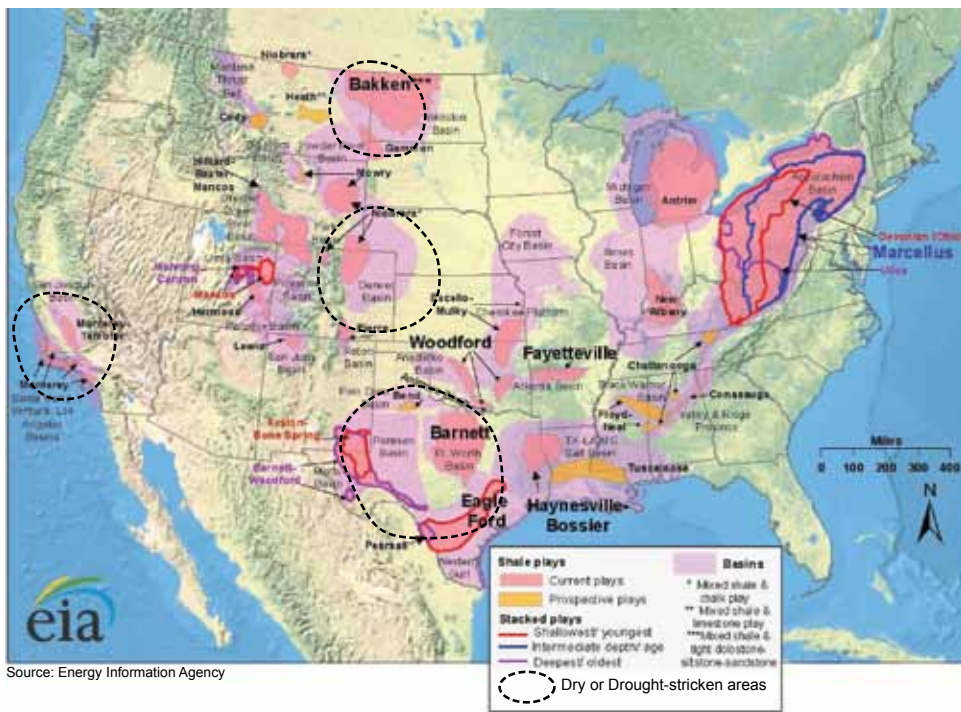 Niobrara*
Montana
Thrust
Belt
Bakken***
Heath**
Cody
Williston
Basin
Gammon
Powder River
Basin
Hilliard-
Baxter-
Mancos
Mowry
Niobrara*
Michigan
Basin
Antrim
Appalachian
Basin
Devonian (Ohio)
Marcellus
Utica
Forest
City Basin
Illinois
Basin
Uinta Basin
Manning
Canyon
Mancos
Hermosa
Denver
Basin
Pierre
San Joaquin
Basin
Monterey-
Temblor
Monterey
Ventura, Los
Angeles
Basins
Lewis
San Juan
Basin
Raton
Basin
Anadarko
Basin
Palo Duro
Basin
Bend
Excello-
Mulky
Cherokee Platform
Woodford
Fayetteville
Arkoma Basin
New
Albany
Chattanooga
Black Warrior
Basin
Conasauga
Floyd-
Neal
Valley & Ridge
Province
Avalon-
Bone Spring
Permian
Basin
Barnett
Ft. Worth
Basin
Barnett-
Woodford
Marfa
Basin
Eagle
Ford
Pearsall
Western
Gulf
TX-LA-MS
Salt Basin
Tuscaloosa
Haynesville-
Bossier
Miles
0 100 200 300 400
N
eia
Source: Energy Information Agency
Shale plays
Current plays
Prospective plays
Stacked plays
Shallowest/ youngest
Intermediate depth/ age
Deepest/ oldest
Basins
* Mixed shale &
chalk play
** Mixed shale &
limestone play
***Mixed shale &
tight dolostone-
siltstone-sandstone
Dry or Drought-stricken areas